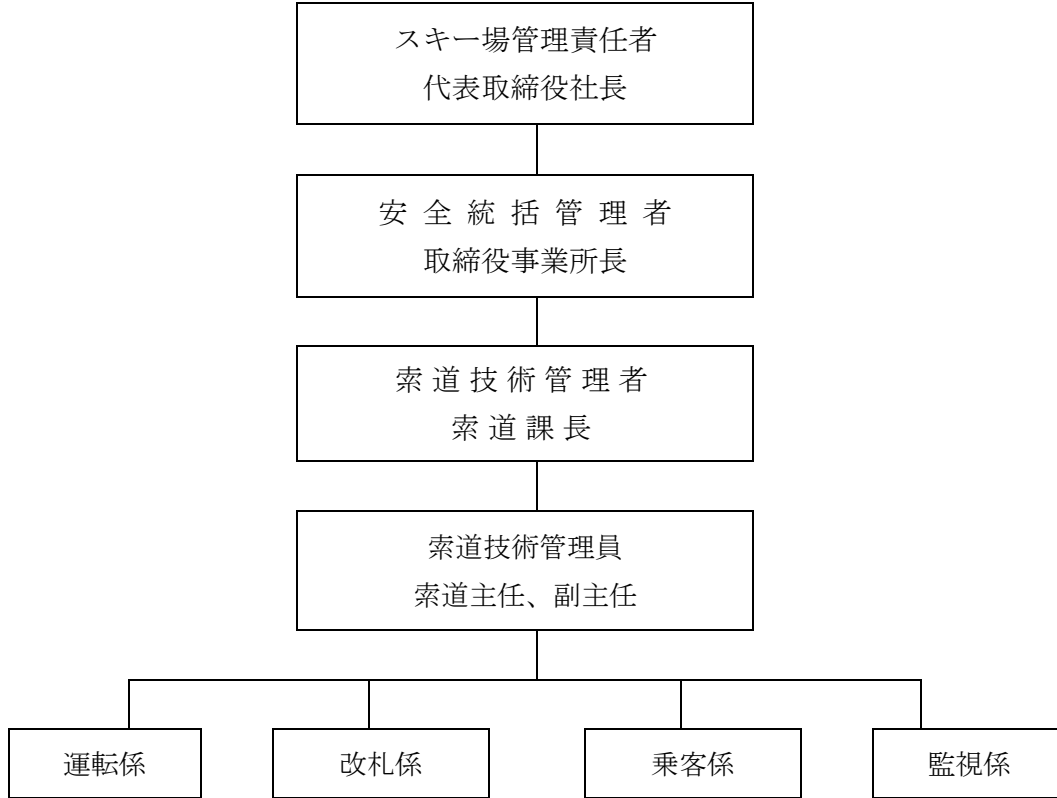 スキー場管理責任者
代表取締役社長
安全統括管理者
取締役事業所長
索道技術管理者
索道課長
索道技術管理員
索道主任、副主任
運転係 改札係 乗客係 監視係